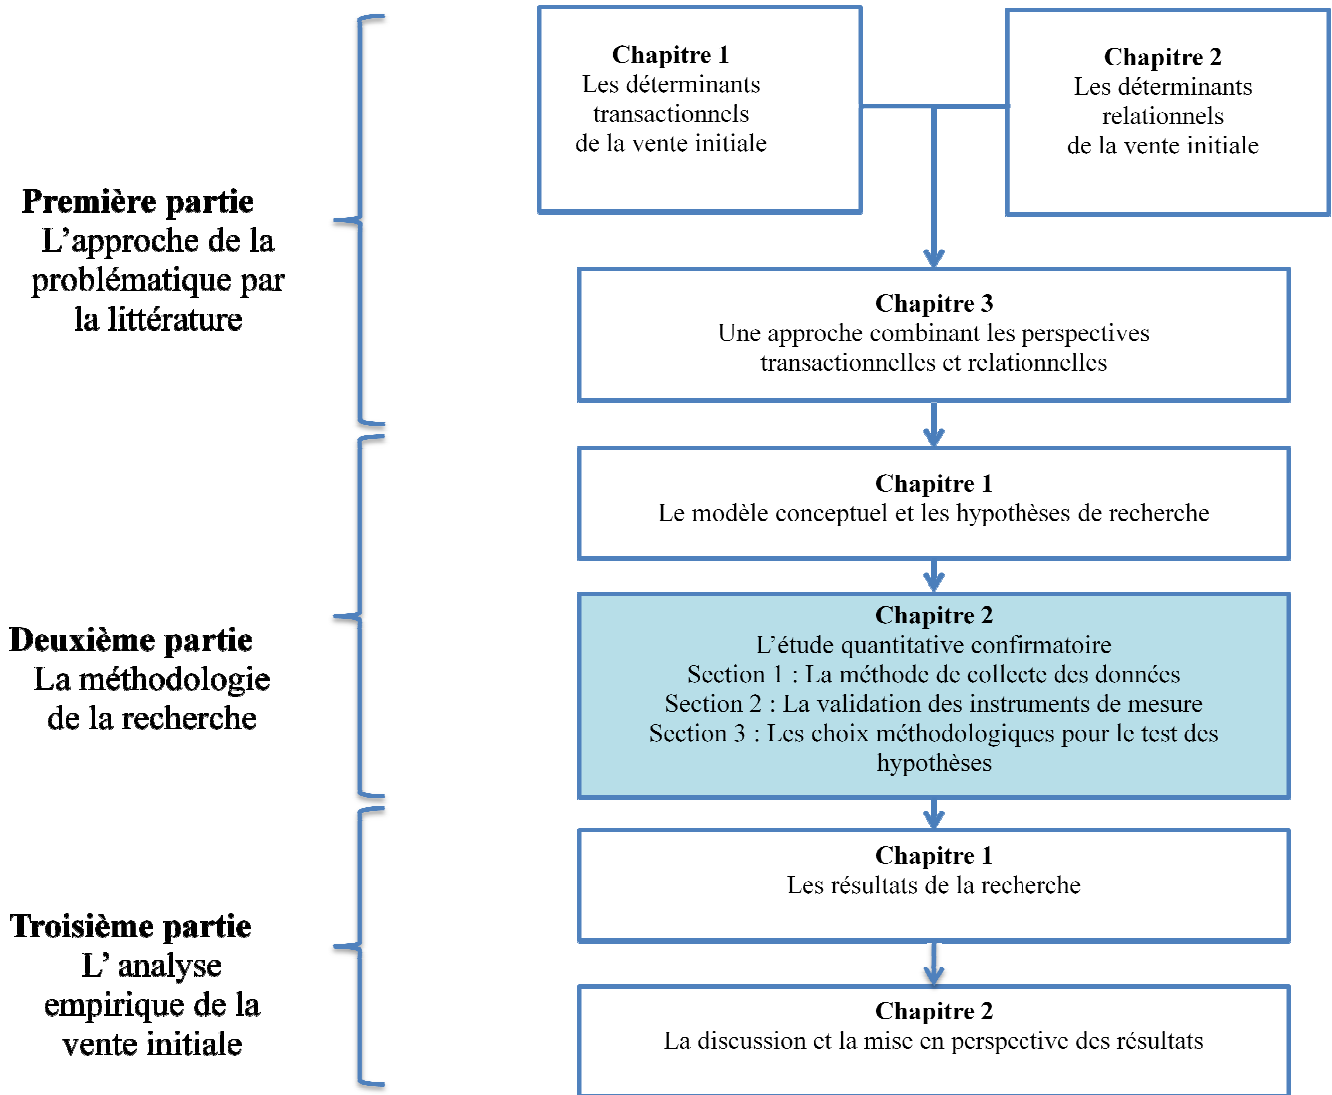 Première partie
L’approche de la
problématique par
la littérature
Chapitre 1
Les déterminants
transactionnels
de la vente initiale
Chapitre 2
Les déterminants
relationnels
de la vente initiale
Chapitre 3
Une approche combinant les perspectives
transactionnelles et relationnelles
Deuxième partie
La méthodologie
de la recherche
Chapitre 1
Le modèle conceptuel et les hypothèses de recherche
Chapitre 2
L’étude quantitative confirmatoire
Section 1 : La méthode de collecte des données
Section 2 : La validation des instruments de mesure
Section 3 : Les choix méthodologiques pour le test des
hypothèses
Troisième partie
L’ analyse
empirique de la
vente initiale
Chapitre 1
Les résultats de la recherche
Chapitre 2
La discussion et la mise en perspective des résultats